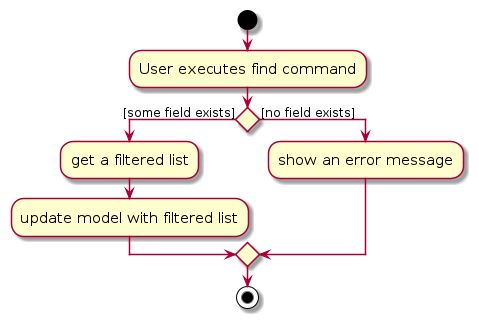 User executes find command
[some field exists]
[no field exists]
get a filtered list
show an error message
update model with filtered list